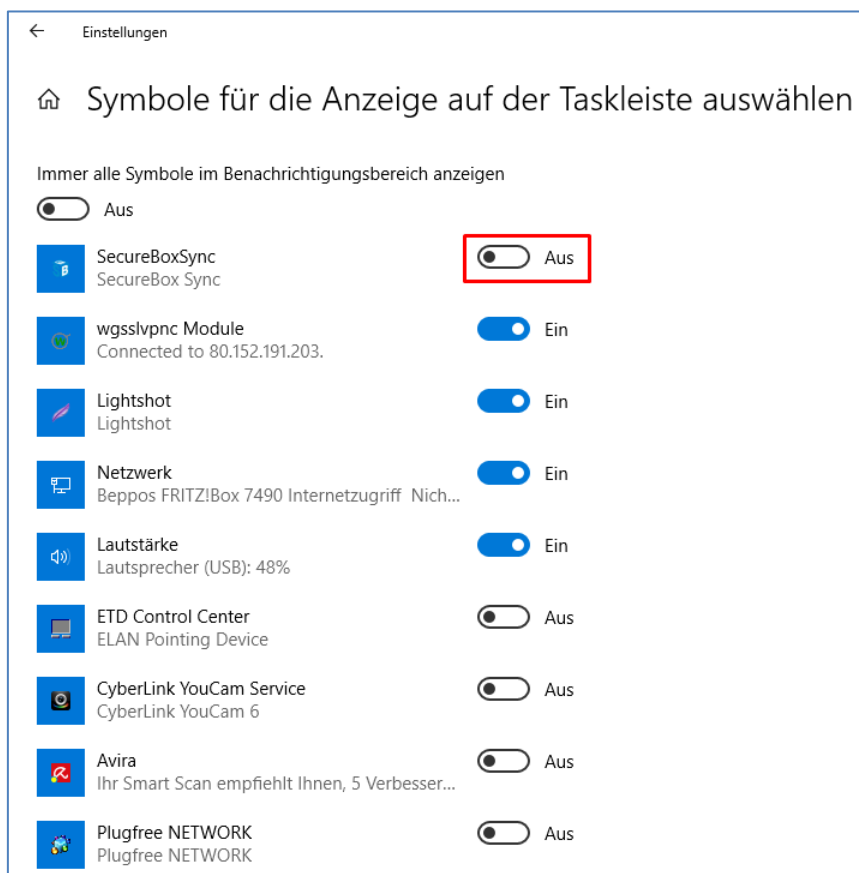 Einstellungen
Symbole für die Anzeige auf der Taskleiste auswählen
Immer alle Symbole im Benachrichtigungsbereich anzeigen
Aus
SecureBoxSync
Aus
SecureBox Sync
wgsslvpnc Module
Ein
Connected to 80.152.191.203.
Lightshot
Ein
Lightshot
Netzwerk
Ein
Beppos FRITZ!Box 7490 Internetzugriff Nich...
Lautstärke
Ein
Lautsprecher (USB): 48%
ETD Control Center
Aus
ELAN Pointing Device
CyberLink YouCam Service
Aus
CyberLink YouCam 6
Avira
Aus
Ihr Smart Scan empfiehlt Ihnen, 5 Verbesser...
Plugfree NETWORK
Aus
Plugfree NETWORK